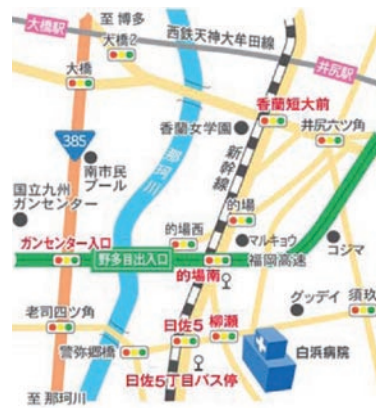 至 博多
大橋駅
大橋2
西鉄天神大牟田線
井尻駅
大橋
香蘭短大前
香蘭女学園
井尻六ツ角
385
那珂川
新幹線
南市民
プール
国立九州
ガンセンター
的場
ガンセンター入口
的場西
マルキョウ
野多目出入口
福岡高速
コジマ
的場南
須玖
グッデイ
老司四ツ角
曰佐5
柳瀬
警弥郷橋
白浜病院
曰佐5丁目バス停
至 那珂川